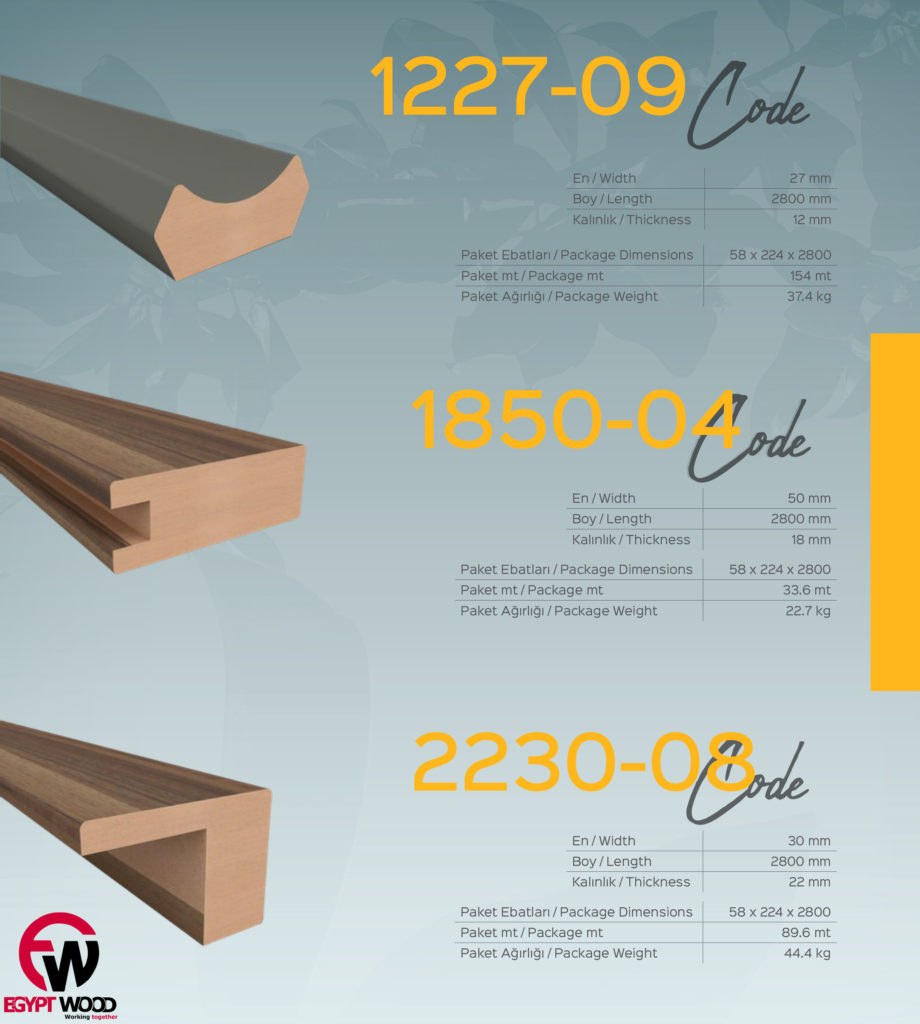 1227-09 Code
En / Width 27 mm
Boy / Length 2800 mm
Kalınlık / Thickness 12 mm
Paket Ebatları / Package Dimensions 58 x 224 x 2800
Paket mt / Package mt 154 mt
Paket Ağırlığı / Package Weight 37.4 kg
1850-04 Code
En / Width 50 mm
Boy / Length 2800 mm
Kalınlık / Thickness 18 mm
Paket Ebatları / Package Dimensions 58 x 224 x 2800
Paket mt / Package mt 33.6 mt
Paket Ağırlığı / Package Weight 22.7 kg
2230-08 Code
En / Width 30 mm
Boy / Length 2800 mm
Kalınlık / Thickness 22 mm
Paket Ebatları / Package Dimensions 58 x 224 x 2800
Paket mt / Package mt 89.6 mt
Paket Ağırlığı / Package Weight 44.4 kg
EW
EGYPT WOOD
Working together